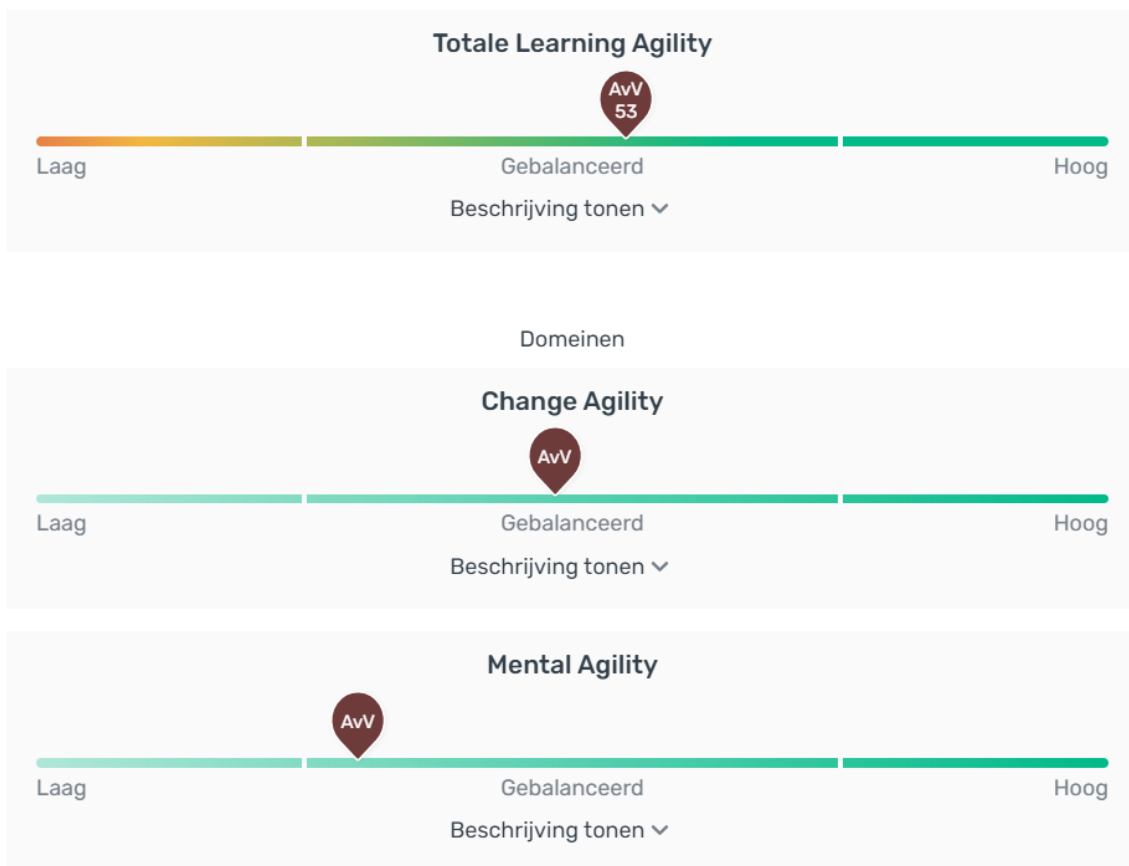 Totale Learning Agility
AvV
53
Laag Gebalanceerd Hoog
Beschrijving tonen
Domeinen
Change Agility
AvV
Laag Gebalanceerd Hoog
Beschrijving tonen
Mental Agility
AvV
Laag Gebalanceerd Hoog
Beschrijving tonen